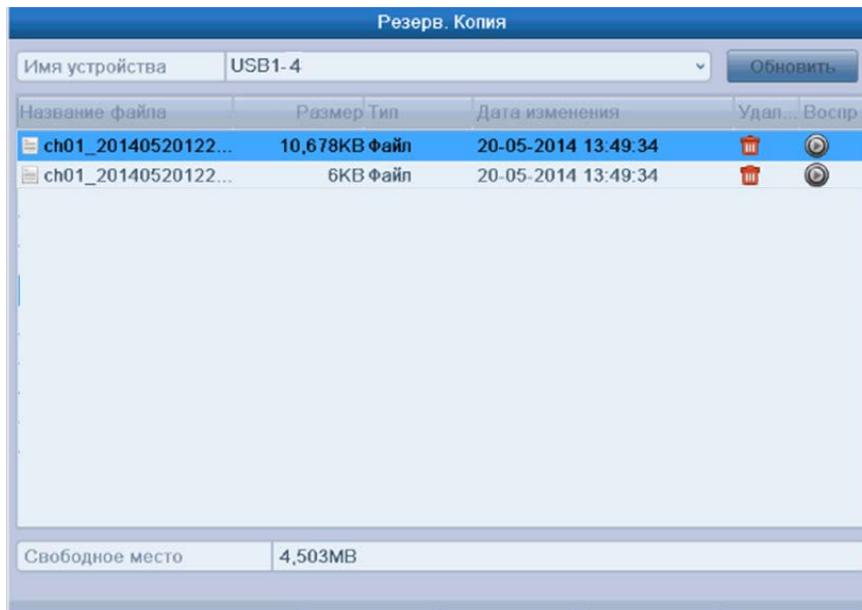 Резерв. Копия
Имя устройства USB1-4 Обновить
Название файла Размер Тип Дата изменения Удал... Воспр
ch01_20140520122... 10,678KB Файл 20-05-2014 13:49:34
ch01_20140520122... 6KB Файл 20-05-2014 13:49:34
Свободное место 4,503MB